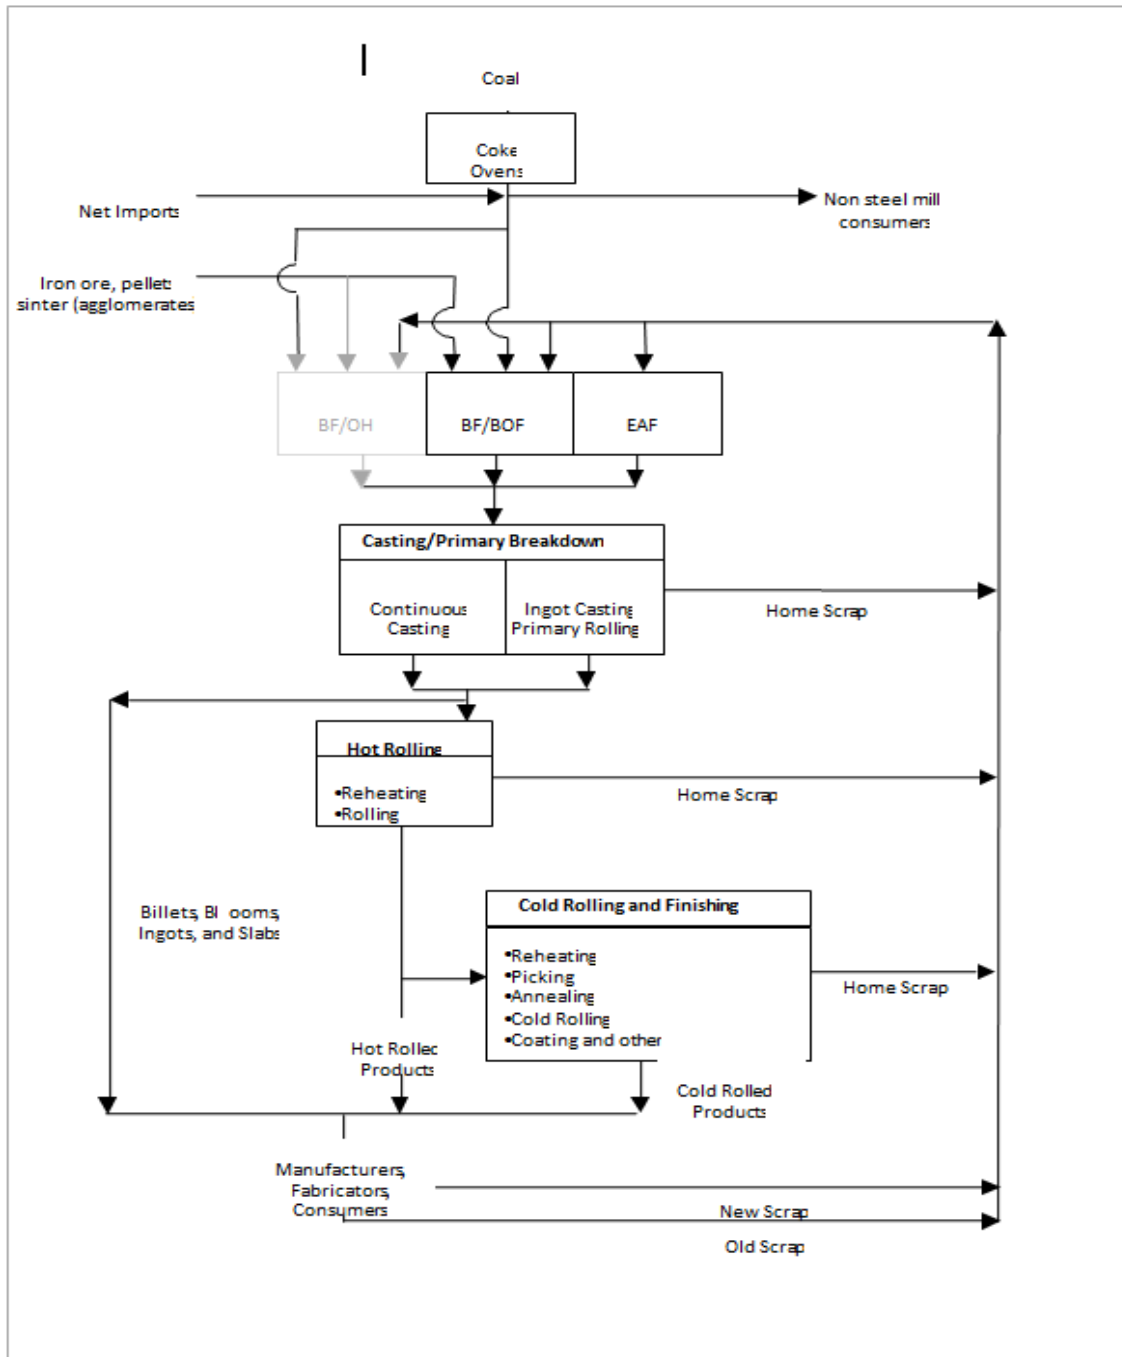 Coal
Coke
Ovens
Net Imports
Non steel mill
consumers
Iron ore, pellets
sinter (agglomerates
BF/OH
BF/BOF
EAF
Casting/Primary Breakdown
Continuous
Casting
Ingot Casting
Primary Rolling
Home Scrap
Hot Rolling
•Reheating
•Rolling
Home Scrap
Billets, Bl ooms,
Ingots, and Slabs
Cold Rolling and Finishing
•Reheating
•Picking
•Annealing
•Cold Rolling
•Coating and other
Home Scrap
Hot Rolled
Products
Cold Rolled
Products
Manufacturers,
Fabricators,
Consumers
New Scrap
Old Scrap